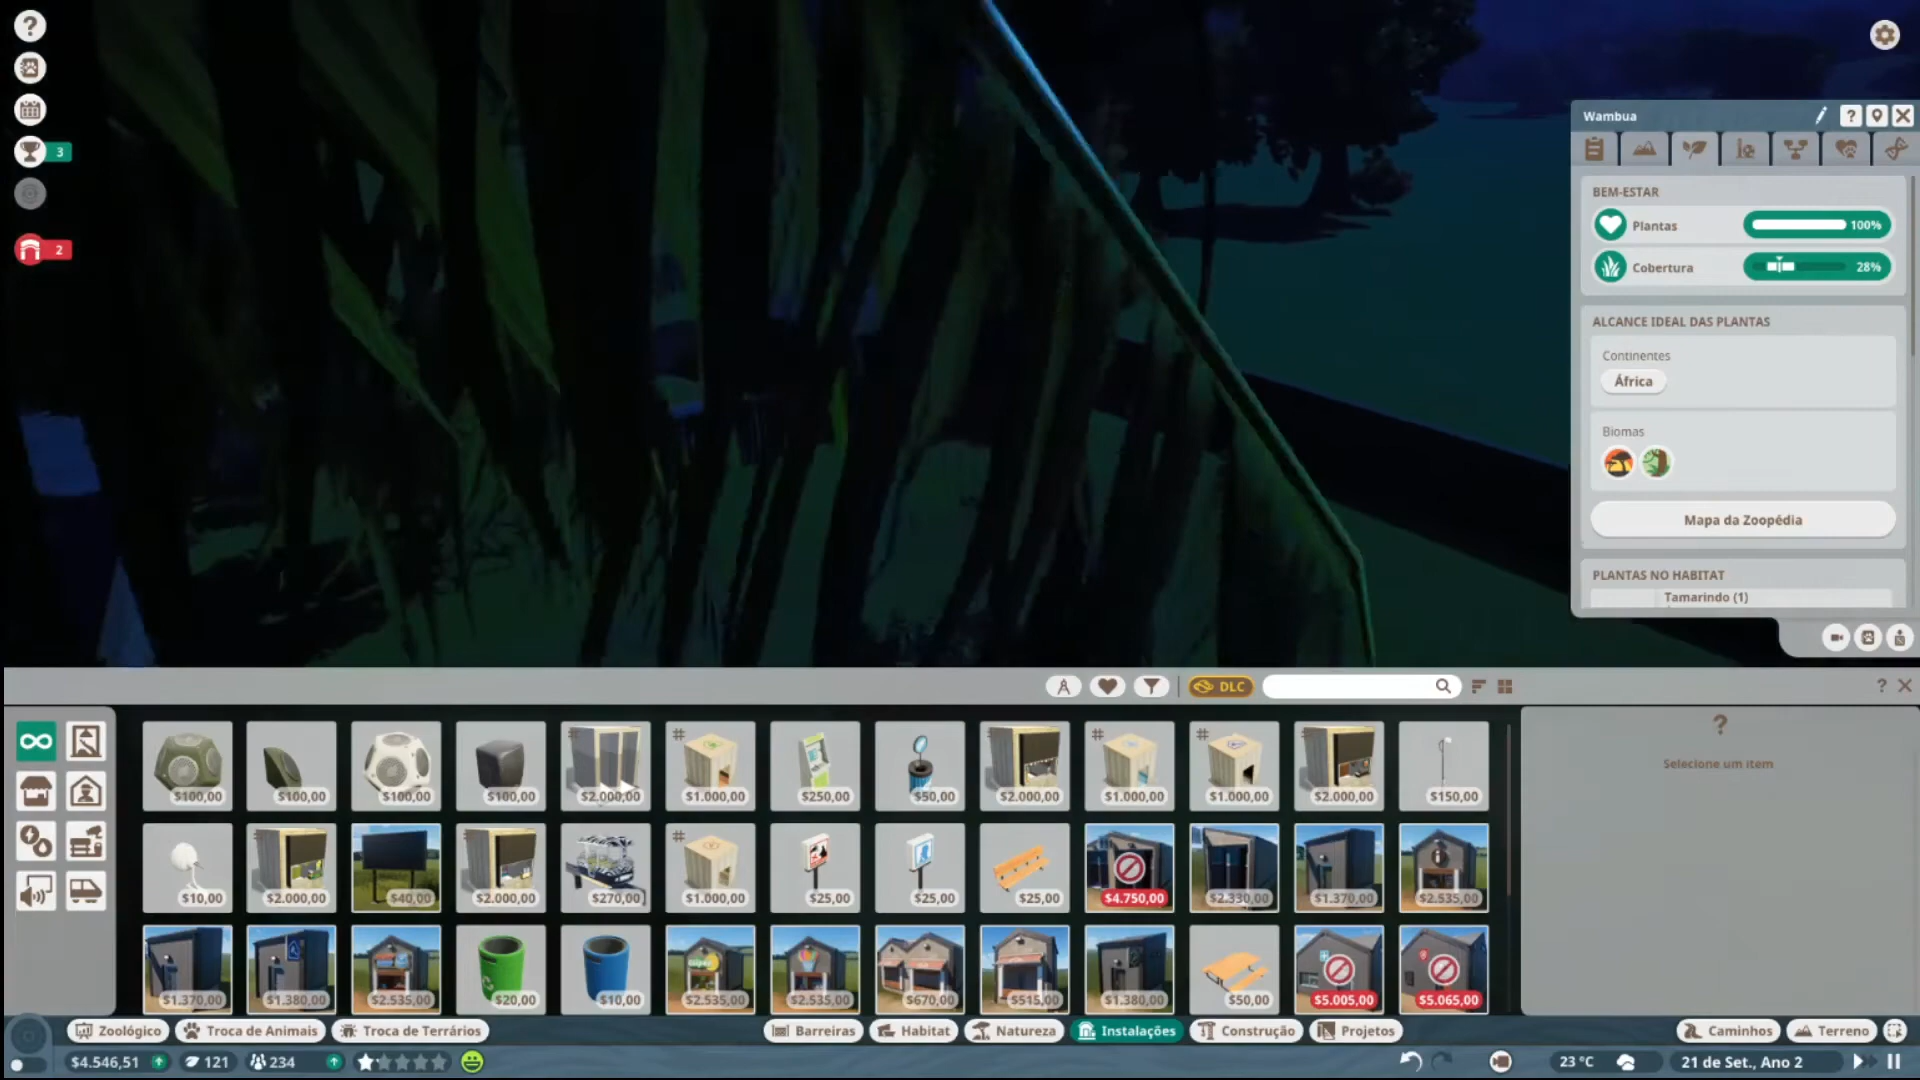 ?
3
2
Wambua
?
BEM-ESTAR
Plantas
100%
Cobertura
28%
ALCANCE IDEAL DAS PLANTAS
Continentes
África
Biomas
Mapa da Zoopédia
PLANTAS NO HABITAT
Tamarindo (1)
DLC
?
?
Selecione um item
$100,00 $100,00 $100,00 $100,00 $2.000,00 $1.000,00 $250,00 $50,00 $2.000,00 $1.000,00 $1.000,00 $2.000,00 $150,00
$10,00 $2.000,00 $40,00 $2.000,00 $270,00 $1.000,00 $25,00 $25,00 $25,00 $4.750,00 $2.330,00 $1.370,00 $2.535,00
$1.370,00 $1.380,00 $2.535,00 $20,00 $10,00 $2.535,00 $2.535,00 $670,00 $515,00 $1.380,00 $50,00 $5.005,00 $5.065,00
Zoológico Troca de Animais Troca de Terrários Barreiras Habitat Natureza Instalações Construção Projetos Caminhos Terreno
$4.546,51 121 234 23 °C 21 de Set., Ano 2